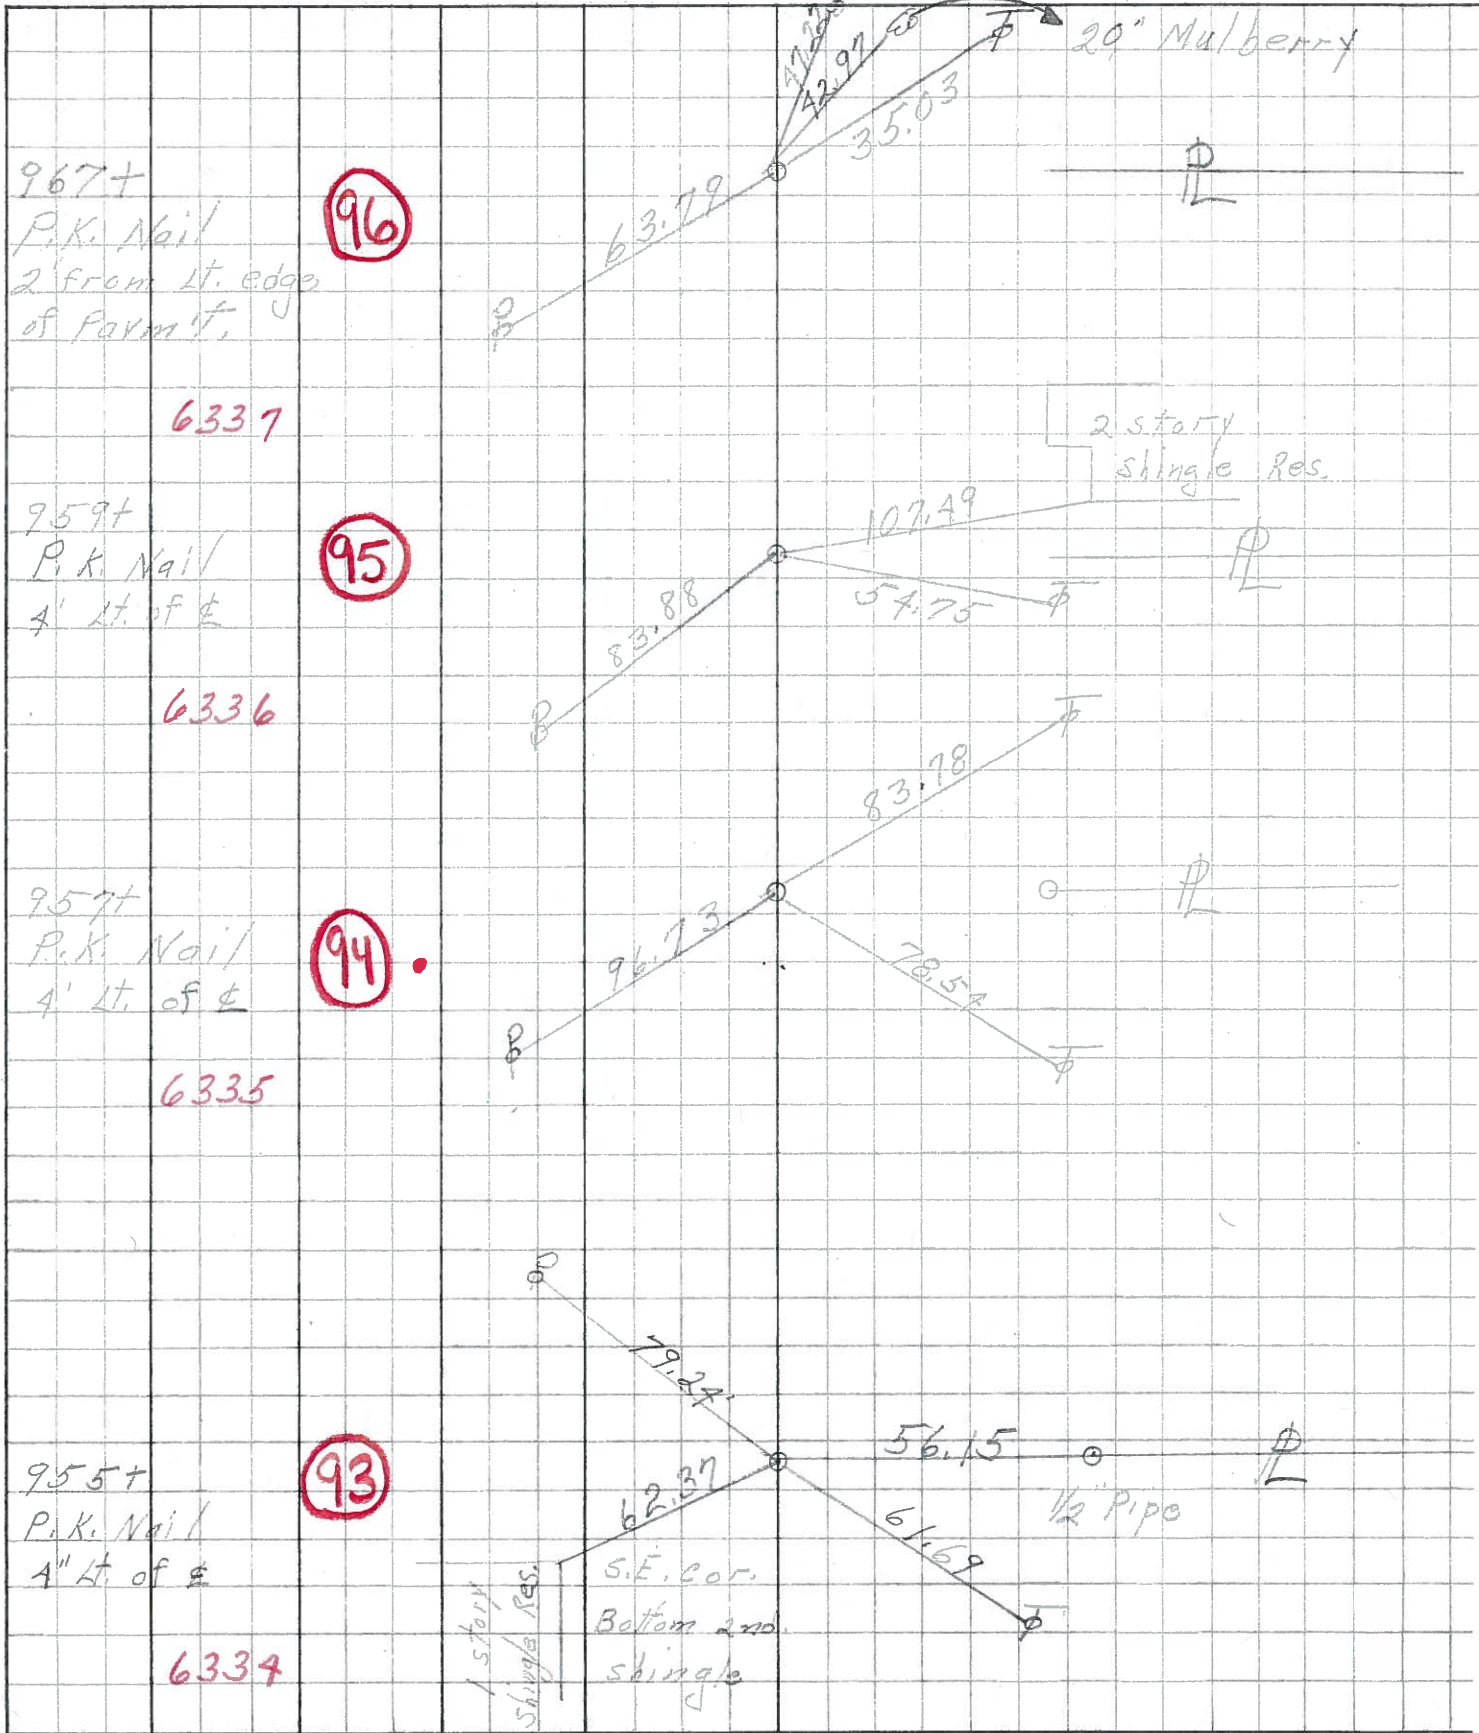 20" Mulberry
42.97
35.03
P L
967+
P.K. Nail
2' from Lt. edge
of Pavm't.
96
63.79
6337
2 story
Shingle Res.
107.49
959+
P.K. Nail
4' Lt. of ℄
95
P L
54.75
83.88
6336
83.78
957+
P.K. Nail
4' Lt. of ℄
94
P L
96.73
78.54
6335
79.24'
955+
P.K. Nail
4" Lt. of ℄
93
56.15
P L
1/2" Pipe
62.37
61.69
1 story
Shingle Res.
S.E. cor.
Bottom 2nd.
shingle
6334